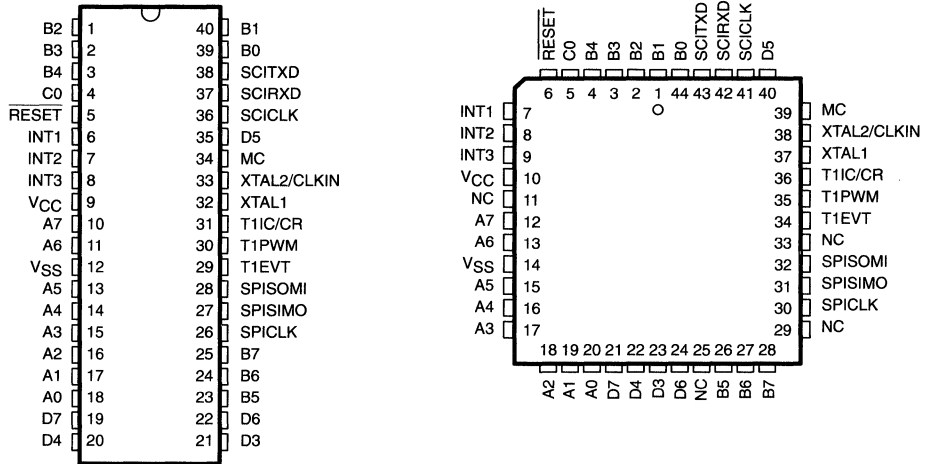 B2 1 40 B1
B3 2 39 B0
B4 3 38 SCITXD
C0 4 37 SCIRXD
RESET 5 36 SCICLK
INT1 6 35 D5
INT2 7 34 MC
INT3 8 33 XTAL2/CLKIN
VCC 9 32 XTAL1
A7 10 31 T1IC/CR
A6 11 30 T1PWM
VSS 12 29 T1EVT
A5 13 28 SPISOMI
A4 14 27 SPISIMO
A3 15 26 SPICLK
A2 16 25 B7
A1 17 24 B6
A0 18 23 B5
D7 19 22 D6
D4 20 21 D3
RESET C0 B4 B3 B2 B1 B0 SCITXD SCIRXD SCICLK D5
6 5 4 3 2 1 44 43 42 41 40
INT1 7 39 MC
INT2 8 38 XTAL2/CLKIN
INT3 9 37 XTAL1
VCC 10 36 T1IC/CR
NC 11 35 T1PWM
A7 12 34 T1EVT
A6 13 33 NC
VSS 14 32 SPISOMI
A5 15 31 SPISIMO
A4 16 30 SPICLK
A3 17 29 NC
18 19 20 21 22 23 24 25 26 27 28
A2 A1 A0 D7 D4 D3 D6 NC B5 B6 B7